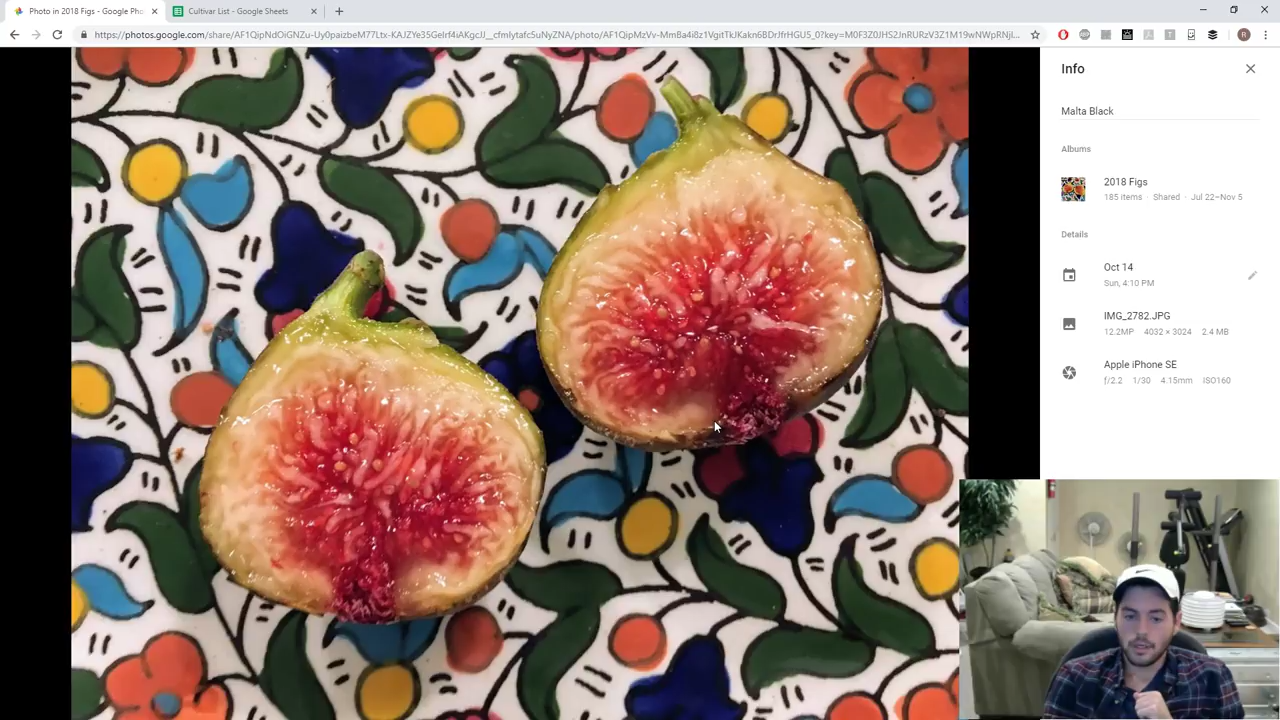 Photo in 2018 Figs - Google Pho
Cultivar List - Google Sheets
Info
Malta Black
Albums
2018 Figs
185 items · Shared · Jul 22–Nov 5
Details
Oct 14
Sun, 4:10 PM
IMG_2782.JPG
12.2MP 4032 × 3024 2.4 MB
Apple iPhone SE
ƒ/2.2 1/30 4.15mm ISO160